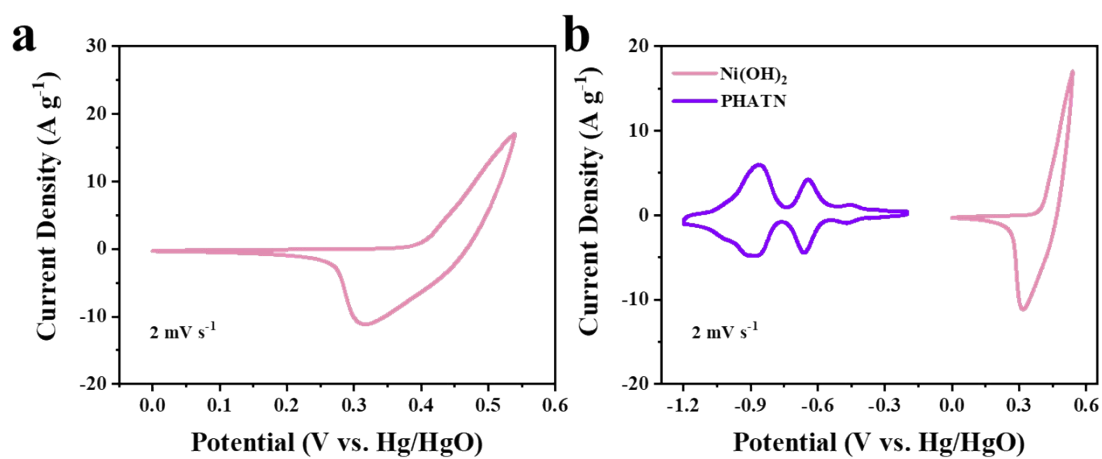 a
30
20
10
0
-10
-20
0.0 0.1 0.2 0.3 0.4 0.5 0.6
Current Density (A g⁻¹)
Potential (V vs. Hg/HgO)
2 mV s⁻¹
b
20
10
0
-10
-20
-1.2 -0.9 -0.6 -0.3 0.0 0.3 0.6
Current Density (A g⁻¹)
Potential (V vs. Hg/HgO)
Ni(OH)₂
PHATN
2 mV s⁻¹